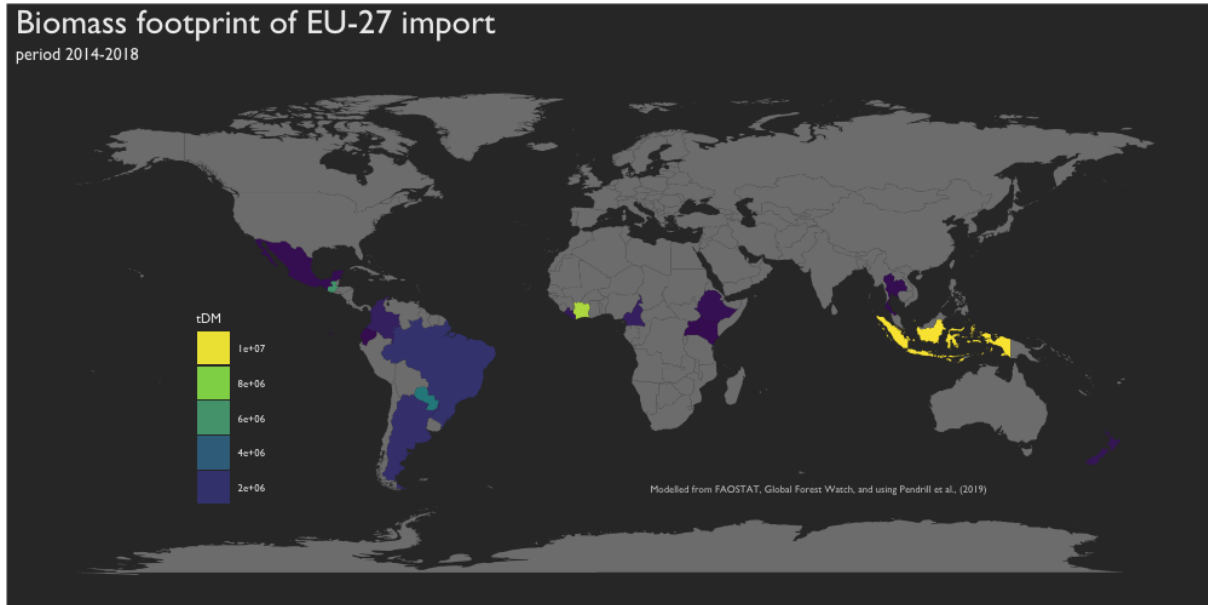 Biomass footprint of EU-27 import
period 2014-2018
tDM
1e+07
8e+06
6e+06
4e+06
2e+06
Modelled from FAOSTAT, Global Forest Watch, and using Pendrill et al., (2019)